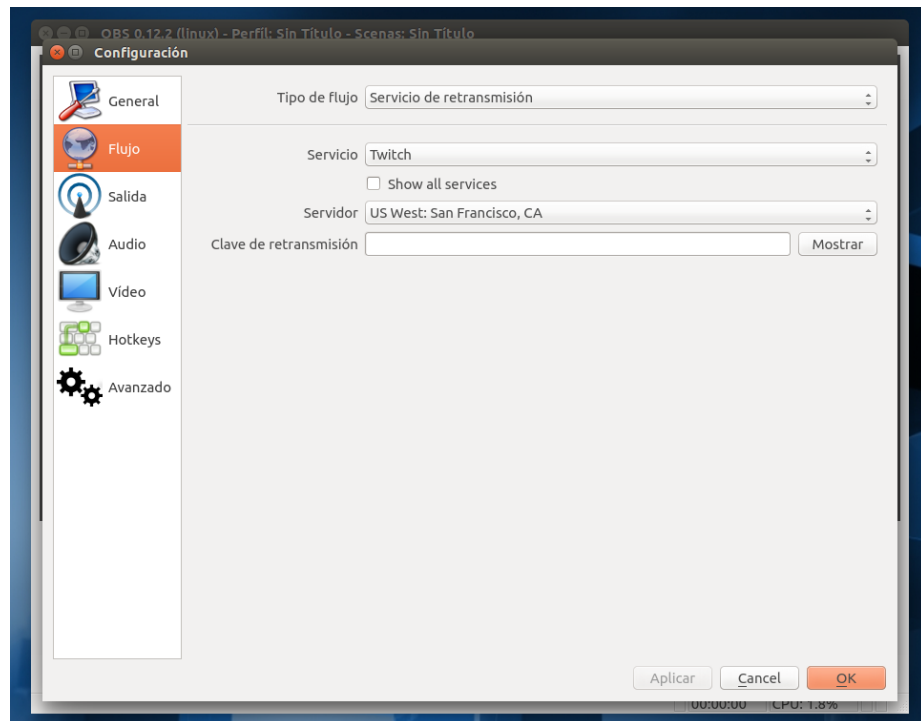 OBS 0.12.2 (linux) - Perfil: Sin Título - Scenas: Sin Título
Configuración
General
Flujo
Salida
Audio
Vídeo
Hotkeys
Avanzado
Tipo de flujo Servicio de retransmisión
Servicio Twitch
Show all services
Servidor US West: San Francisco, CA
Clave de retransmisión Mostrar
Aplicar Cancel OK
00:00:00 CPU: 1.8%